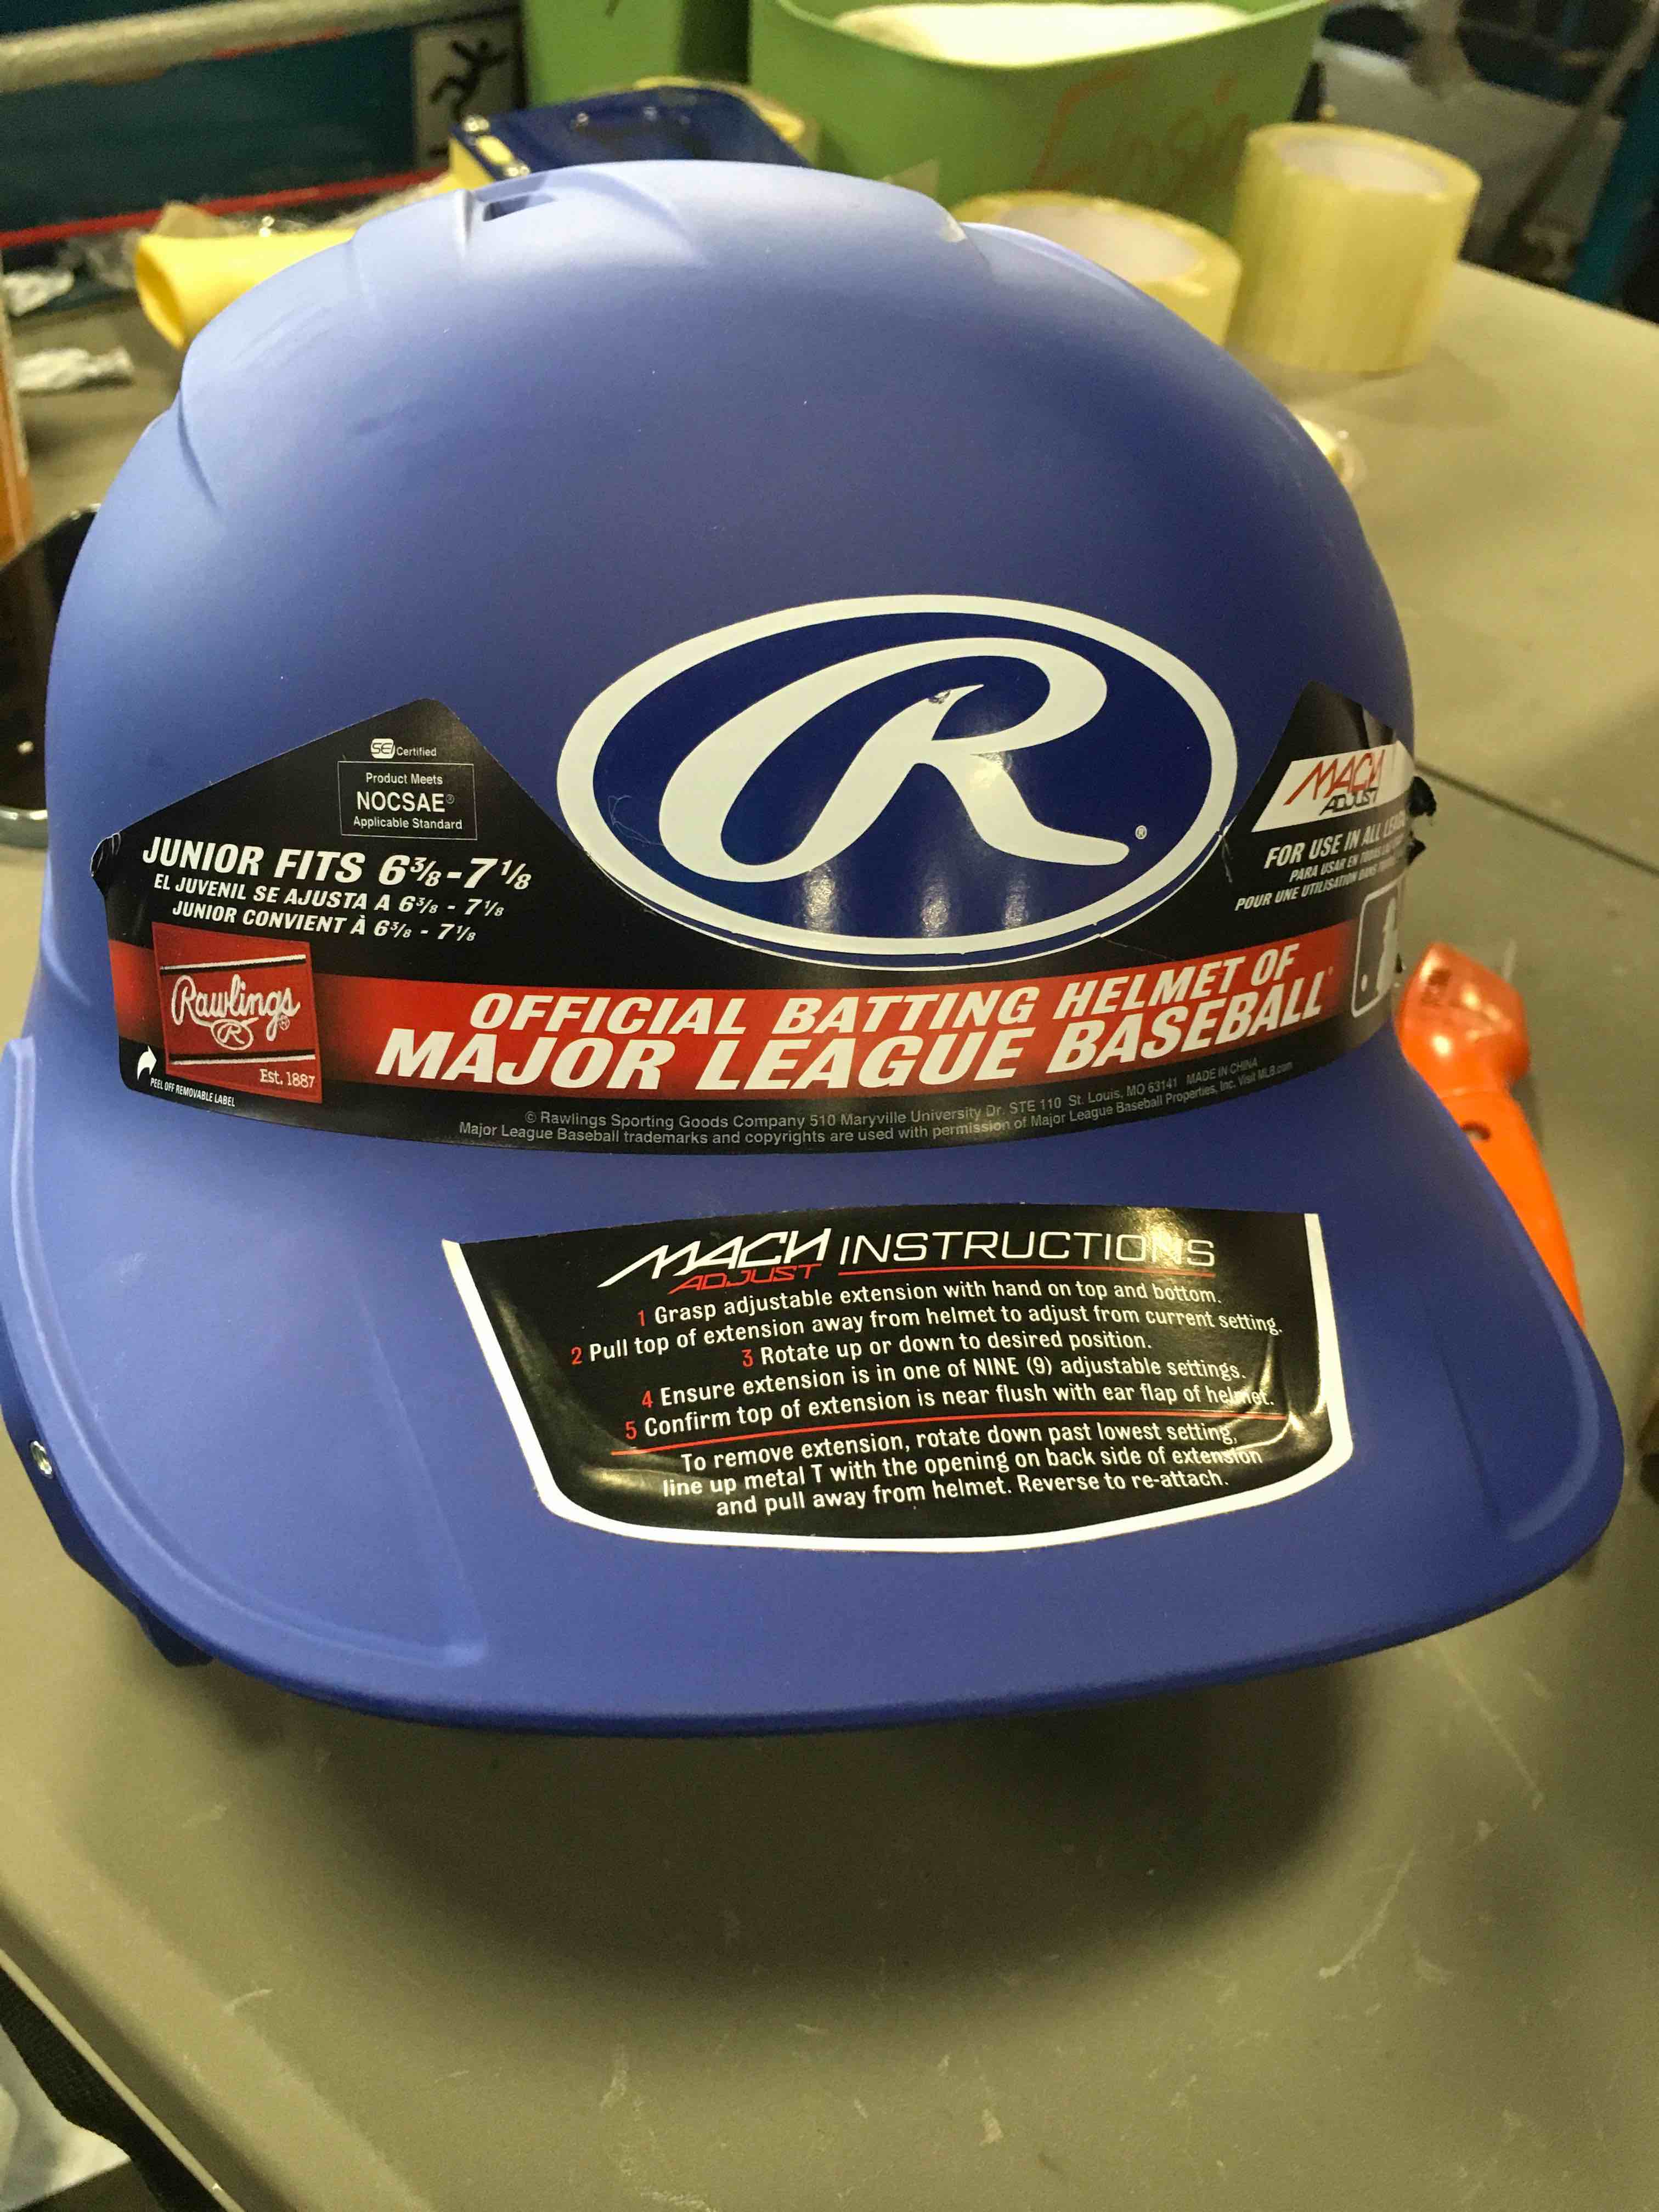 R®
SEI Certified
Product Meets
NOCSAE®
Applicable Standard
JUNIOR FITS 6⅜-7⅛
EL JUVENIL SE AJUSTA A 6⅜ - 7⅛
JUNIOR CONVIENT À 6⅜ - 7⅛
MACH
ADJUST
FOR USE IN ALL
PARA USAR EN
POUR UNE UTILISATION DANS
Rawlings
R®
Est. 1887
PEEL OFF REMOVABLE LABEL
OFFICIAL BATTING HELMET OF
MAJOR LEAGUE BASEBALL
© Rawlings Sporting Goods Company 510 Maryville University Dr. STE 110 St. Louis, MO 63141 MADE IN CHINA
Major League Baseball trademarks and copyrights are used with permission of Major League Baseball Properties, Inc. Visit MLB.com
MACH INSTRUCTIONS
ADJUST
1 Grasp adjustable extension with hand on top and bottom.
2 Pull top of extension away from helmet to adjust from current setting.
3 Rotate up or down to desired position.
4 Ensure extension is in one of NINE (9) adjustable settings.
5 Confirm top of extension is near flush with ear flap of helmet.
To remove extension, rotate down past lowest setting,
line up metal T with the opening on back side of extension
and pull away from helmet. Reverse to re-attach.